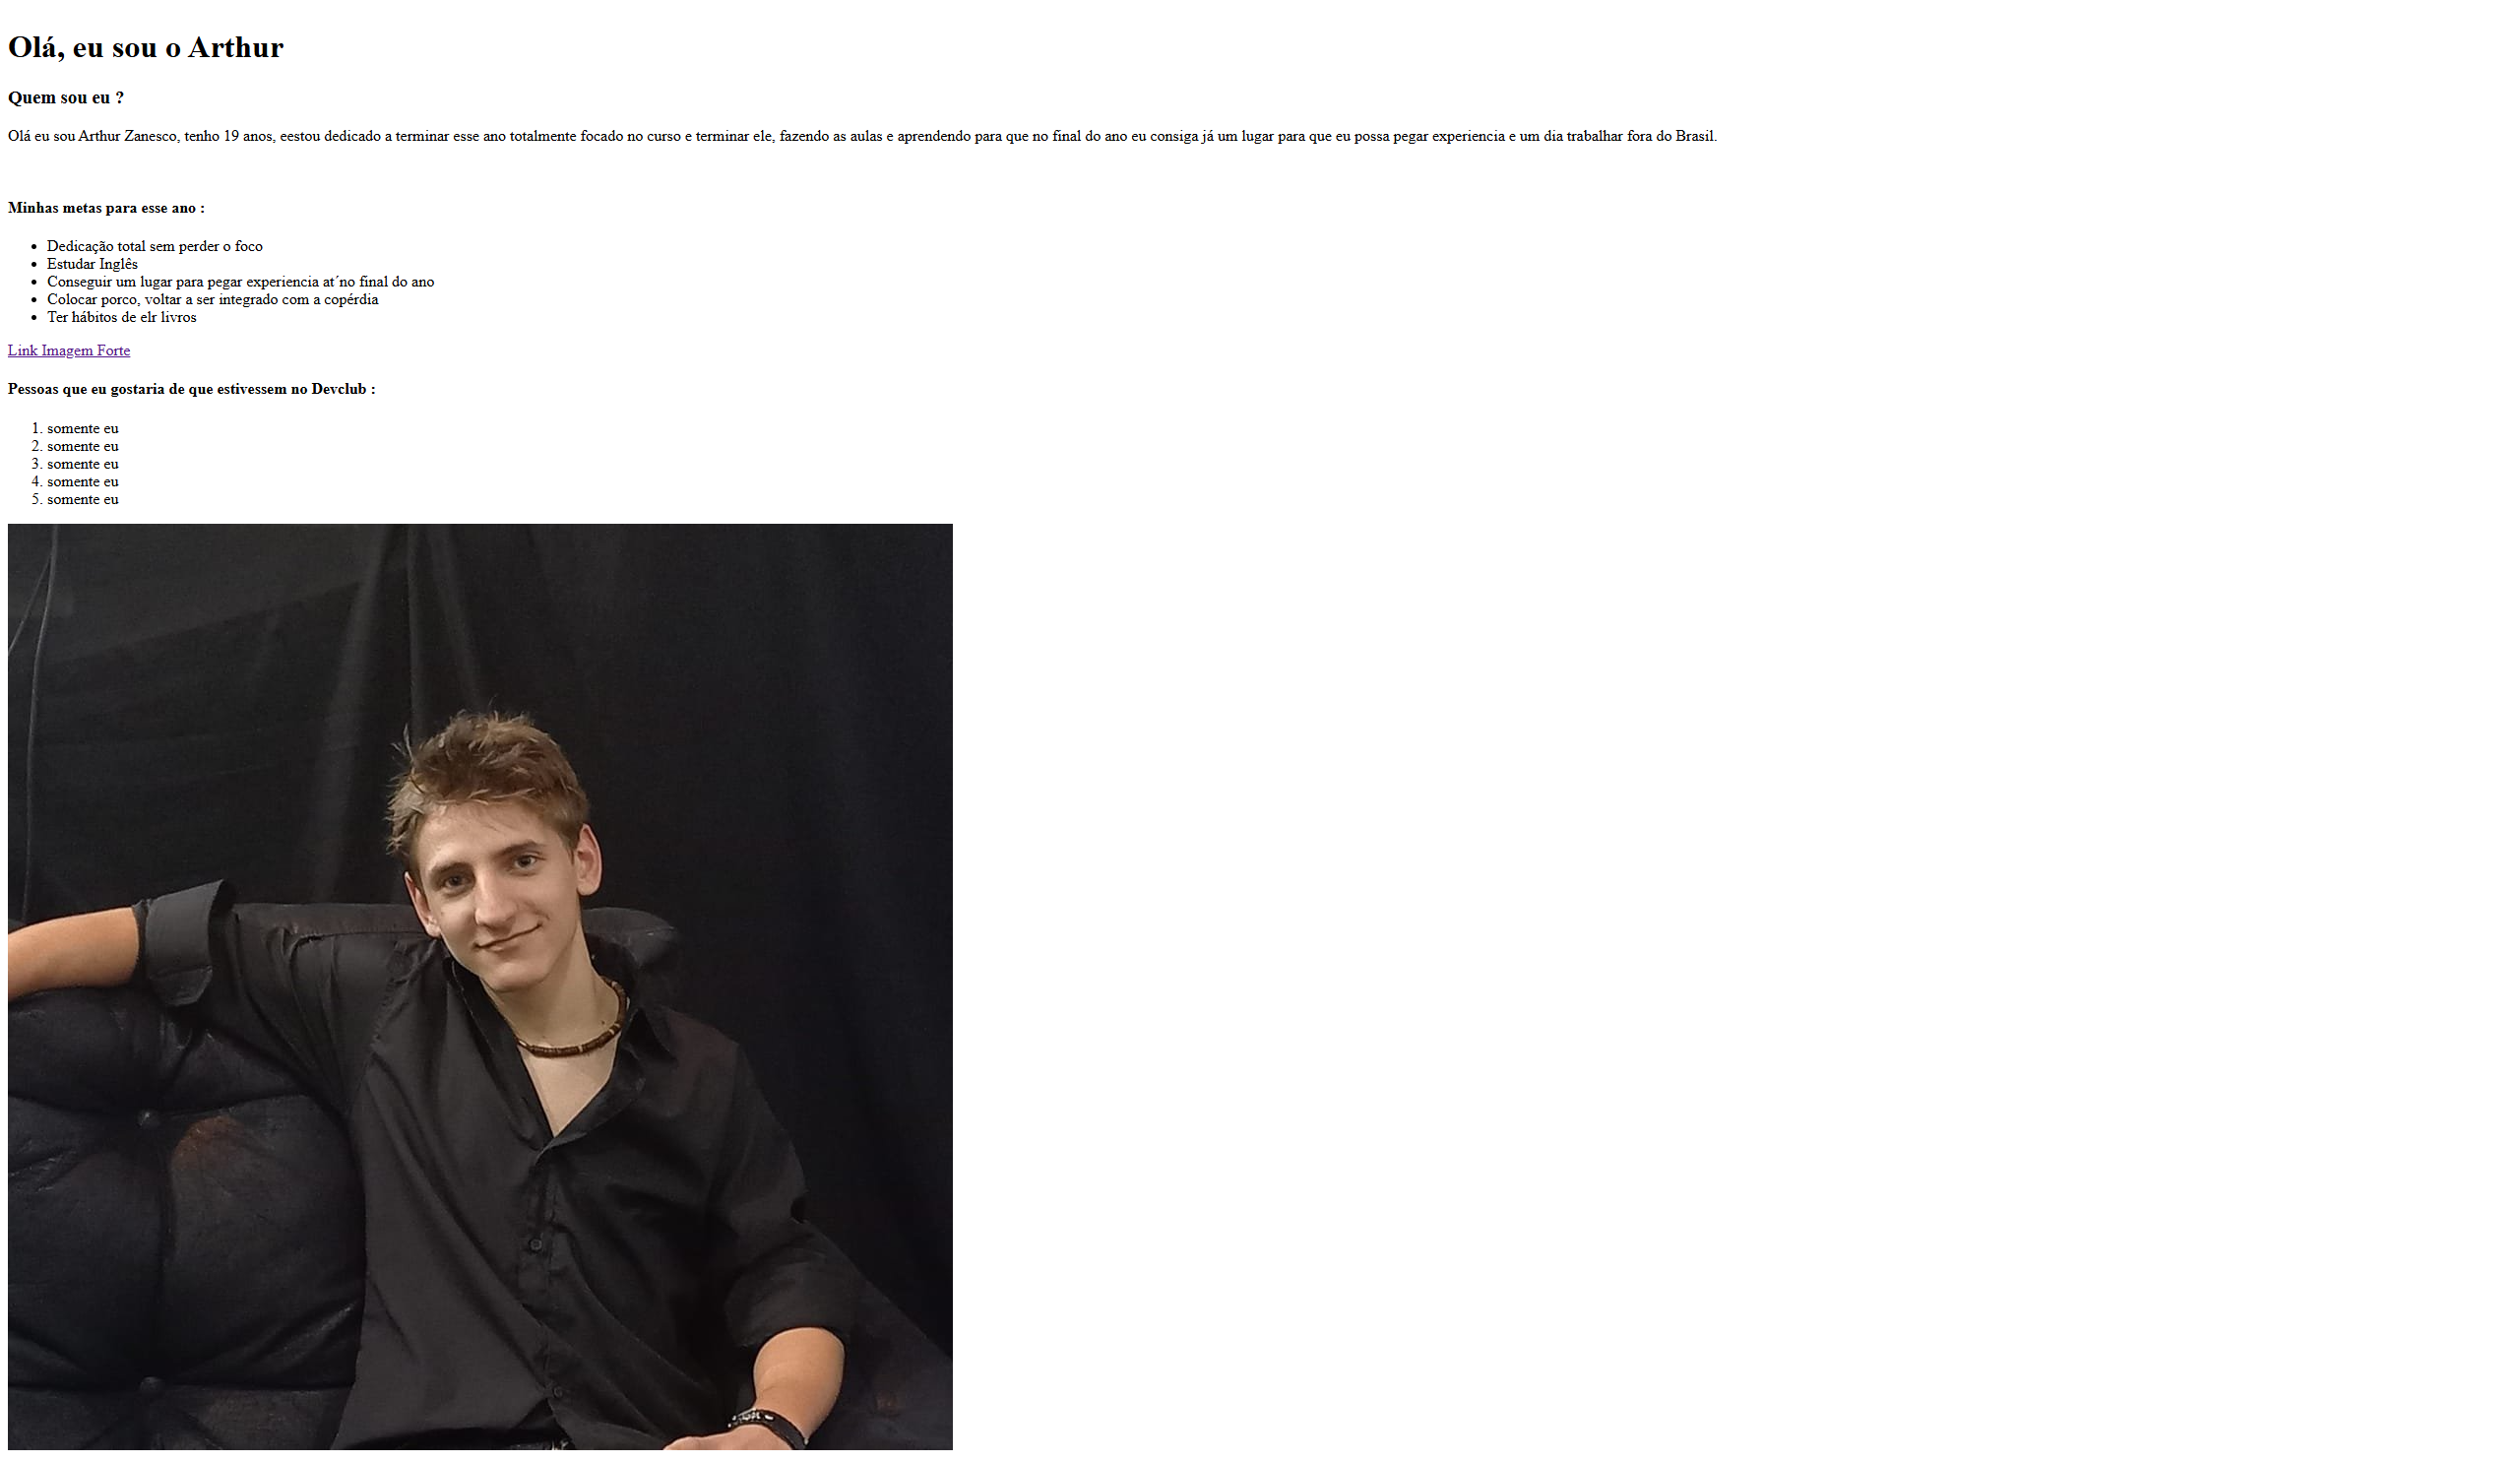 Olá, eu sou o Arthur
Quem sou eu ?
Olá eu sou Arthur Zanesco, tenho 19 anos, eestou dedicado a terminar esse ano totalmente focado no curso e terminar ele, fazendo as aulas e aprendendo para que no final do ano eu consiga já um lugar para que eu possa pegar experiencia e um dia trabalhar fora do Brasil.
Minhas metas para esse ano :
• Dedicação total sem perder o foco
• Estudar Inglês
• Conseguir um lugar para pegar experiencia at´no final do ano
• Colocar porco, voltar a ser integrado com a copérdia
• Ter hábitos de elr livros
Link Imagem Forte
Pessoas que eu gostaria de que estivessem no Devclub :
1. somente eu
2. somente eu
3. somente eu
4. somente eu
5. somente eu